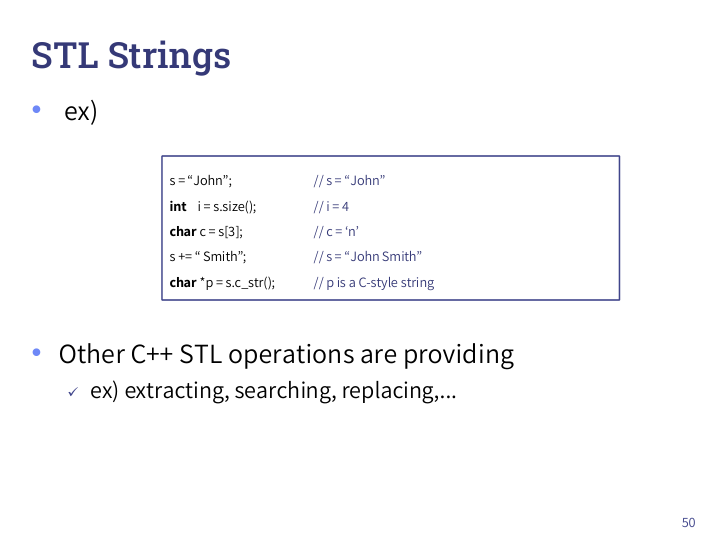 STL Strings
• ex)
s = “John”; // s = “John”
int i = s.size(); // i = 4
char c = s[3]; // c = ‘n’
s += “ Smith”; // s = “John Smith”
char *p = s.c_str(); // p is a C-style string
• Other C++ STL operations are providing
✓ ex) extracting, searching, replacing,...
50